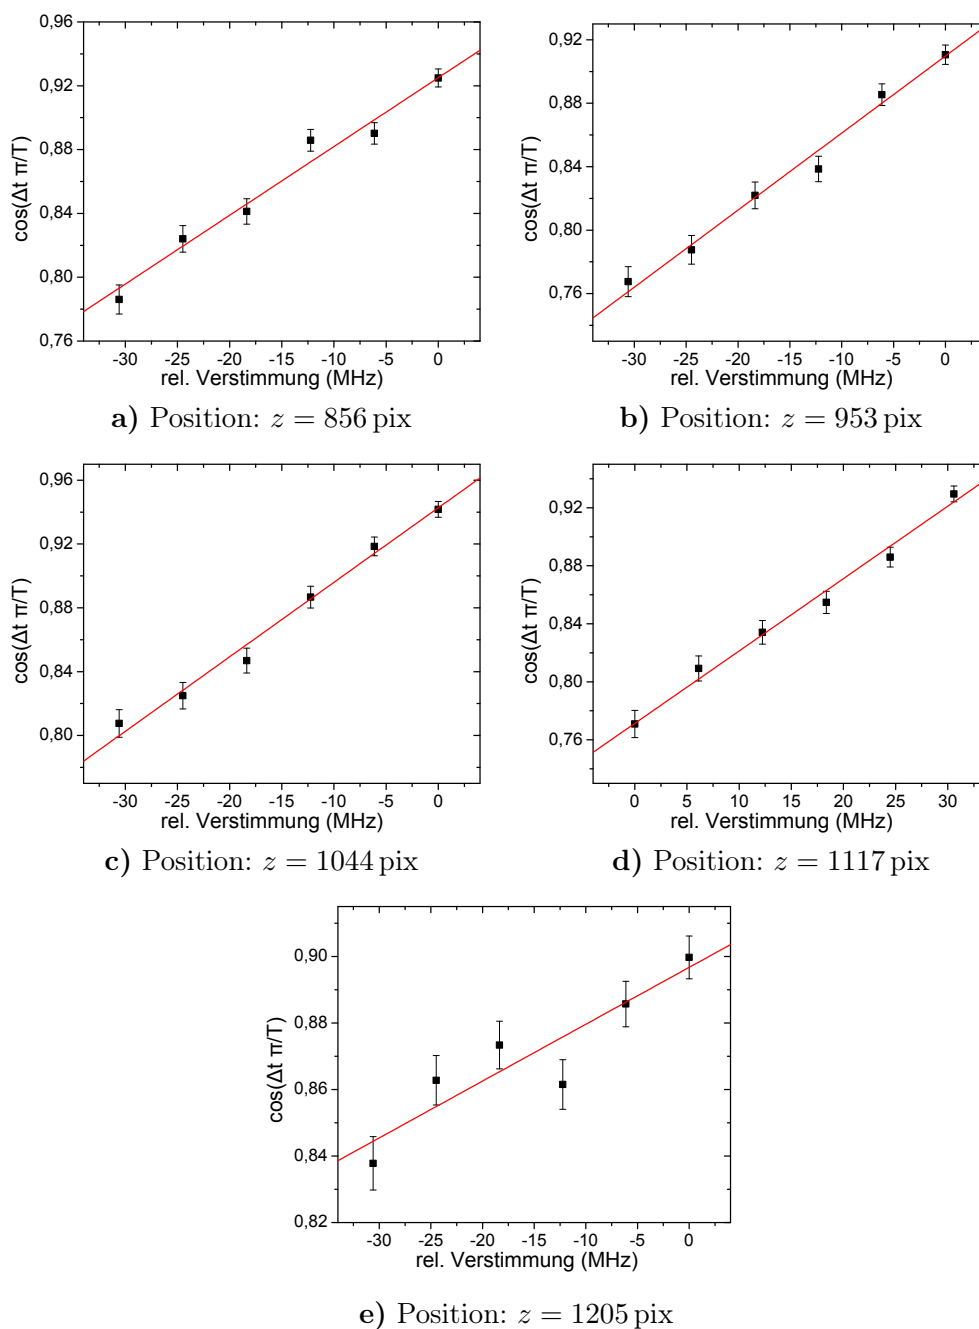 0,96
0,92
0,88
0,84
0,80
0,76
cos(Δt π/T)
-30 -25 -20 -15 -10 -5 0
rel. Verstimmung (MHz)
a) Position: z = 856 pix
0,92
0,88
0,84
0,80
0,76
cos(Δt π/T)
-30 -25 -20 -15 -10 -5 0
rel. Verstimmung (MHz)
b) Position: z = 953 pix
0,96
0,92
0,88
0,84
0,80
cos(Δt π/T)
-30 -25 -20 -15 -10 -5 0
rel. Verstimmung (MHz)
c) Position: z = 1044 pix
0,92
0,88
0,84
0,80
0,76
cos(Δt π/T)
0 5 10 15 20 25 30
rel. Verstimmung (MHz)
d) Position: z = 1117 pix
0,90
0,88
0,86
0,84
0,82
cos(Δt π/T)
-30 -25 -20 -15 -10 -5 0
rel. Verstimmung (MHz)
e) Position: z = 1205 pix